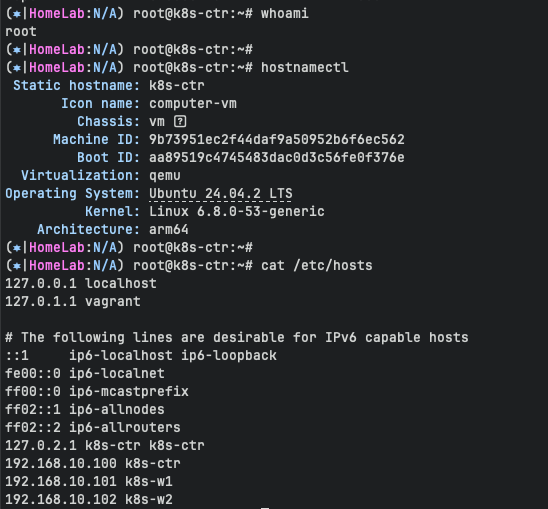 (⎈|HomeLab:N/A) root@k8s-ctr:~# whoami
root
(⎈|HomeLab:N/A) root@k8s-ctr:~#
(⎈|HomeLab:N/A) root@k8s-ctr:~# hostnamectl
 Static hostname: k8s-ctr
       Icon name: computer-vm
         Chassis: vm
      Machine ID: 9b73951ec2f44daf9a50952b6f6ec562
         Boot ID: aa89519c4745483dac0d3c56fe0f376e
  Virtualization: qemu
Operating System: Ubuntu 24.04.2 LTS
          Kernel: Linux 6.8.0-53-generic
    Architecture: arm64
(⎈|HomeLab:N/A) root@k8s-ctr:~#
(⎈|HomeLab:N/A) root@k8s-ctr:~# cat /etc/hosts
127.0.0.1 localhost
127.0.1.1 vagrant

# The following lines are desirable for IPv6 capable hosts
::1     ip6-localhost ip6-loopback
fe00::0 ip6-localnet
ff00::0 ip6-mcastprefix
ff02::1 ip6-allnodes
ff02::2 ip6-allrouters
127.0.2.1 k8s-ctr k8s-ctr
192.168.10.100 k8s-ctr
192.168.10.101 k8s-w1
192.168.10.102 k8s-w2